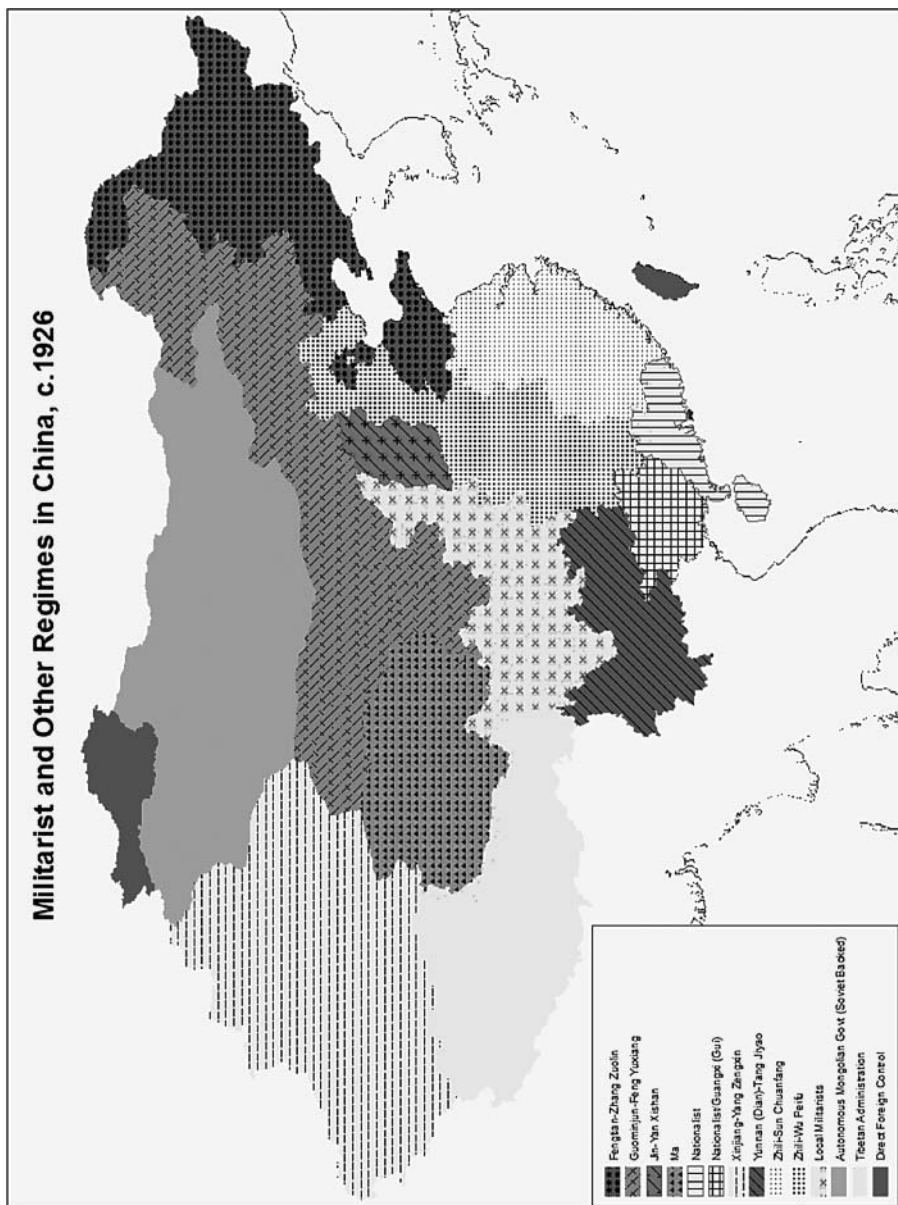 Militarist and Other Regimes in China, c.1926
Fengtian-Zhang Zuolin
Guominjun-Feng Yuxiang
Jin-Yan Xishan
Ma
Nationalist
Nationalist/Guangxi (Gui)
Xinjiang-Yang Zengxin
Yunnan (Dian)-Tang Jiyao
Zhili-Sun Chuanfang
Zhili-Wu Peifu
Local Militarists
Autonomous Mongolian Govt (Soviet Backed)
Tibetan Administration
Direct Foreign Control